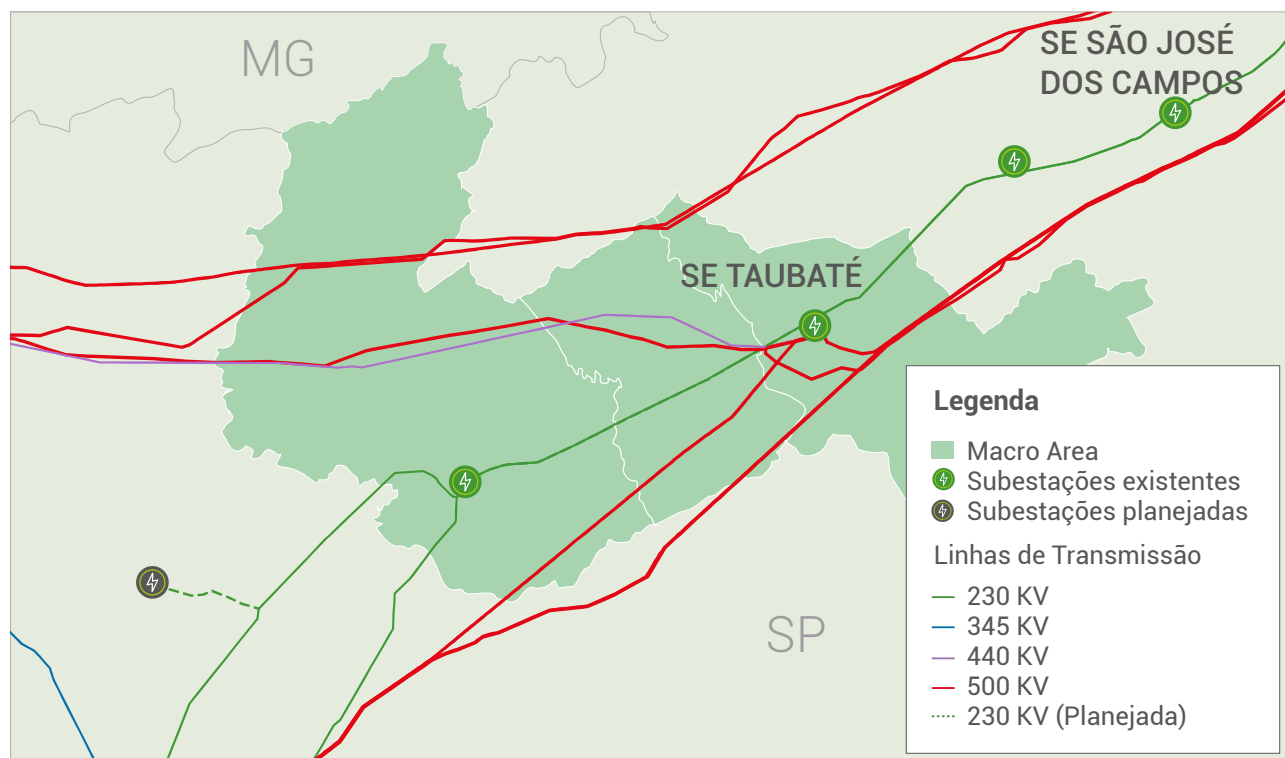 MG
SE SÃO JOSÉ
DOS CAMPOS
SE TAUBATÉ
SP
Legenda
Macro Area
Subestações existentes
Subestações planejadas
Linhas de Transmissão
230 KV
345 KV
440 KV
500 KV
230 KV (Planejada)